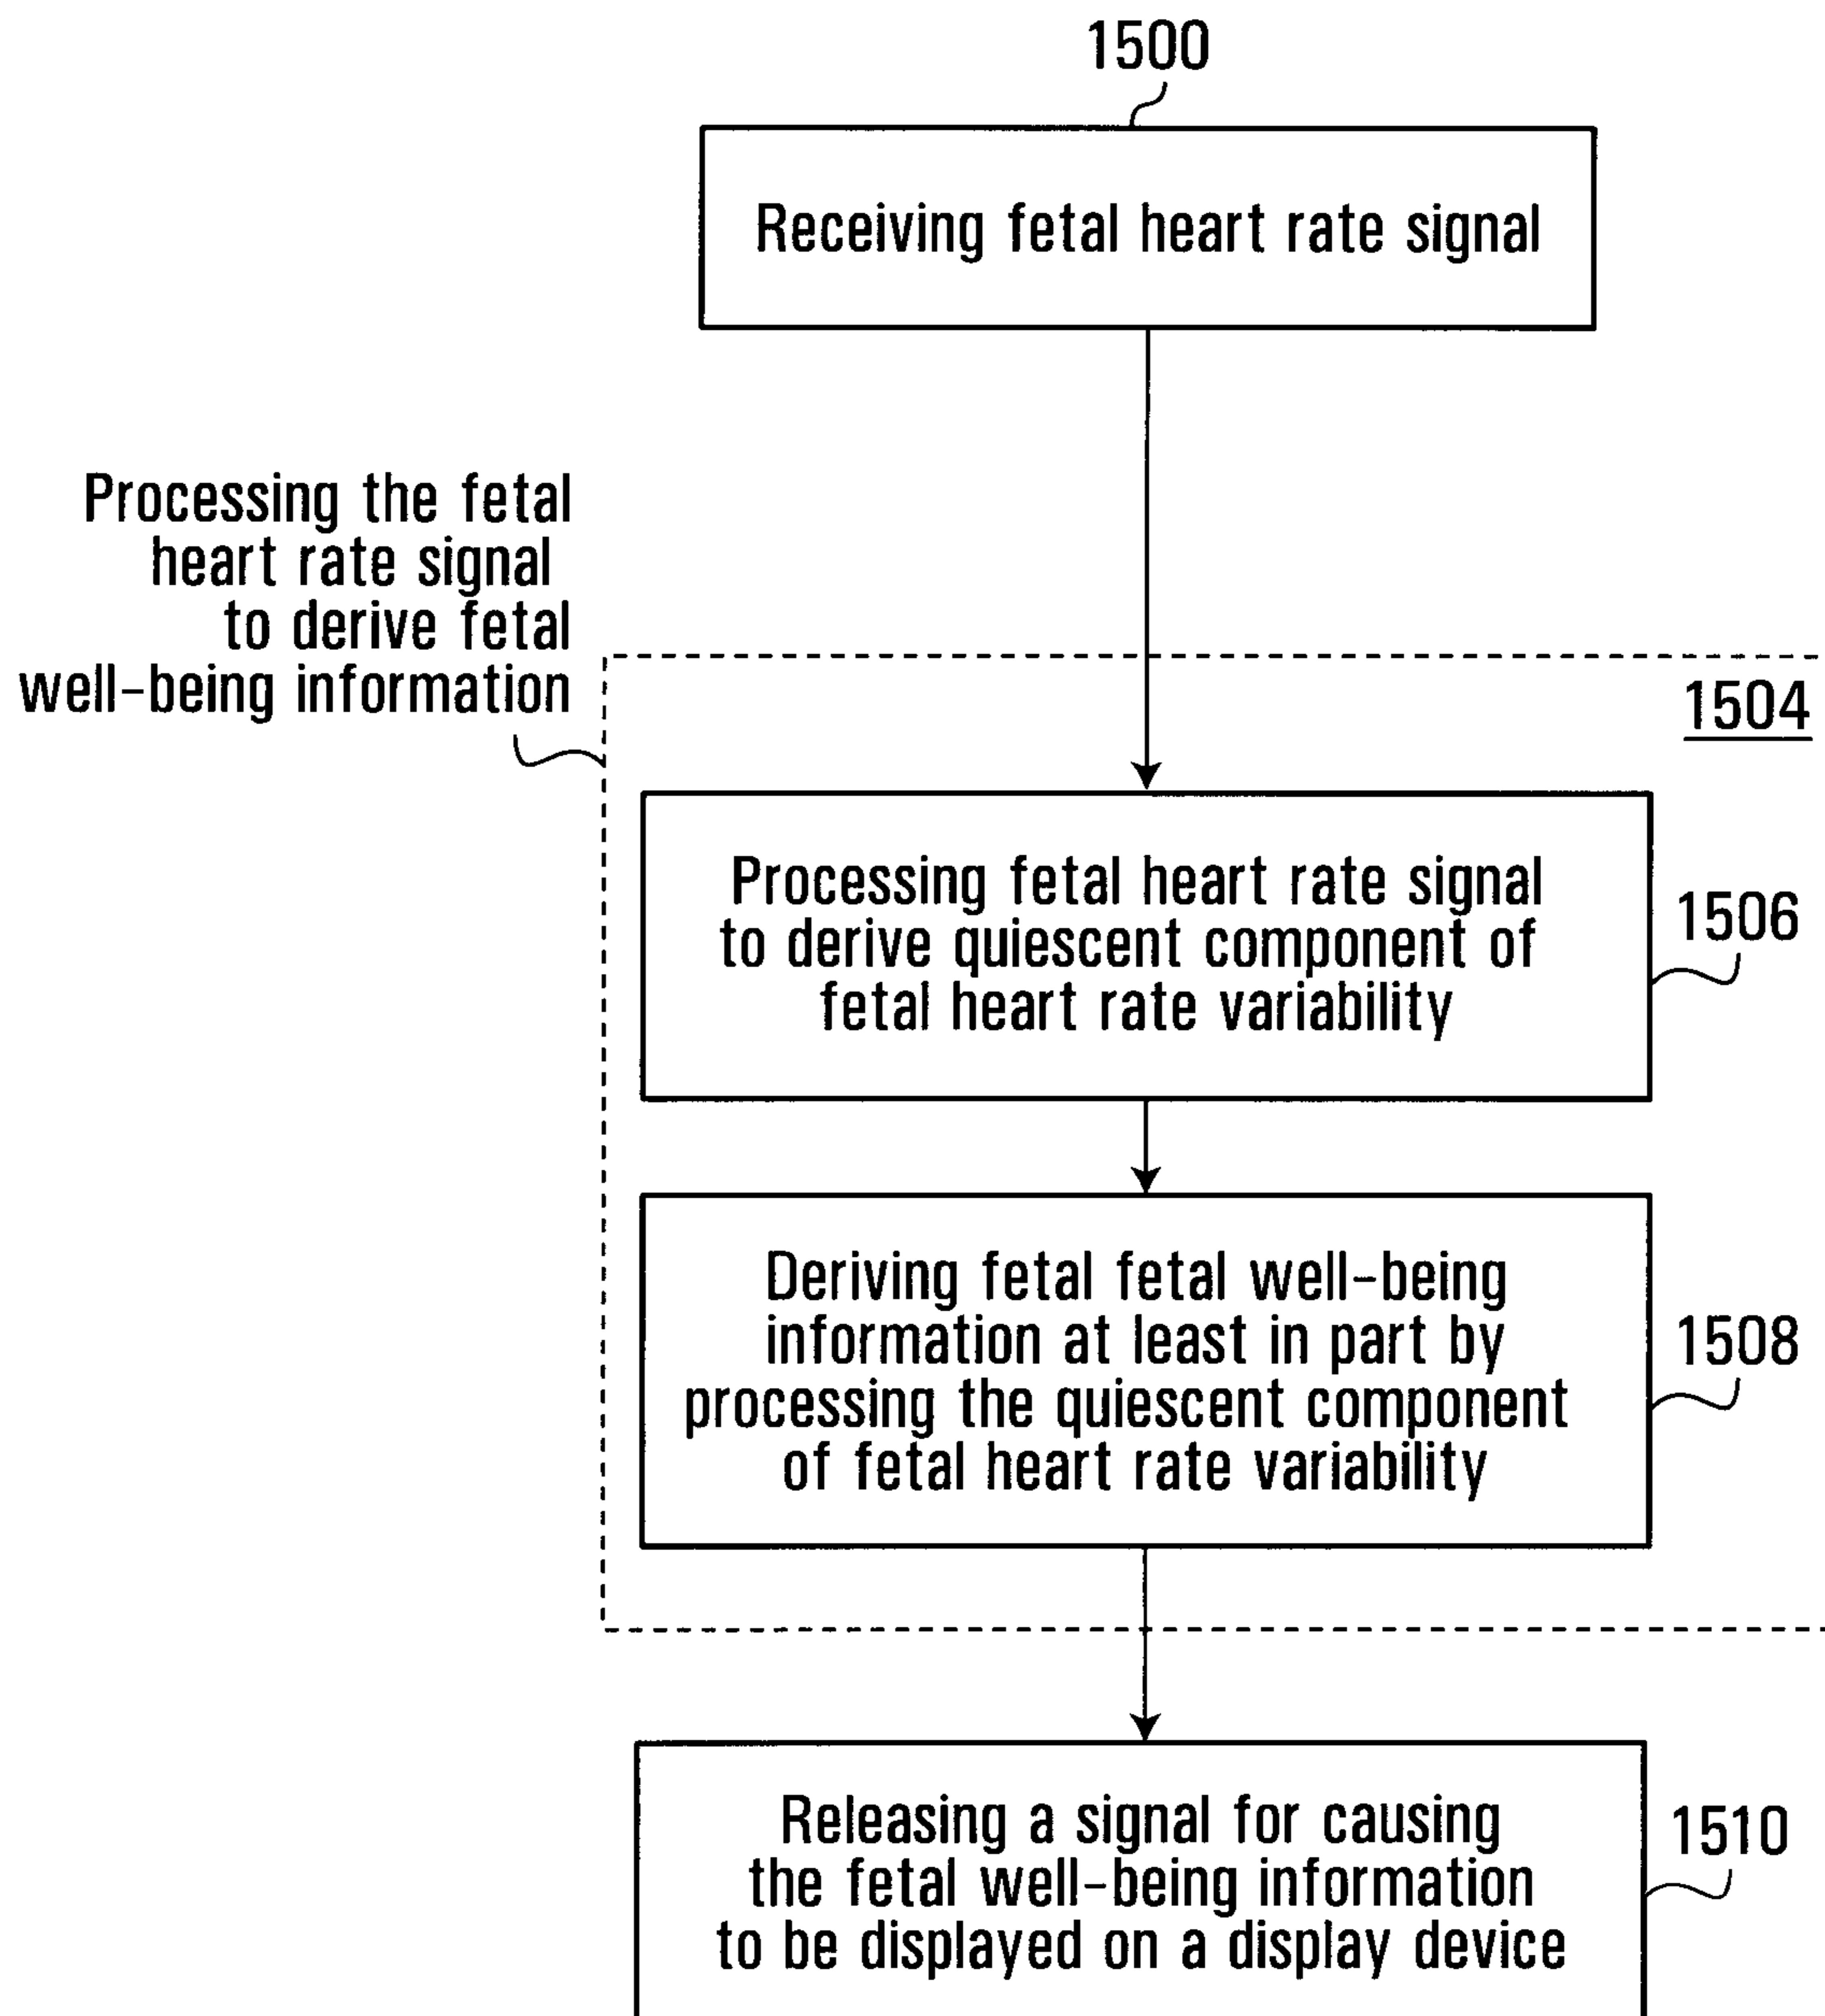 1500
Receiving fetal heart rate signal
Processing the fetal
heart rate signal
to derive fetal
well-being information
1504
Processing fetal heart rate signal
to derive quiescent component of
fetal heart rate variability
1506
Deriving fetal fetal well-being
information at least in part by
processing the quiescent component
of fetal heart rate variability
1508
Releasing a signal for causing
the fetal well-being information
to be displayed on a display device
1510